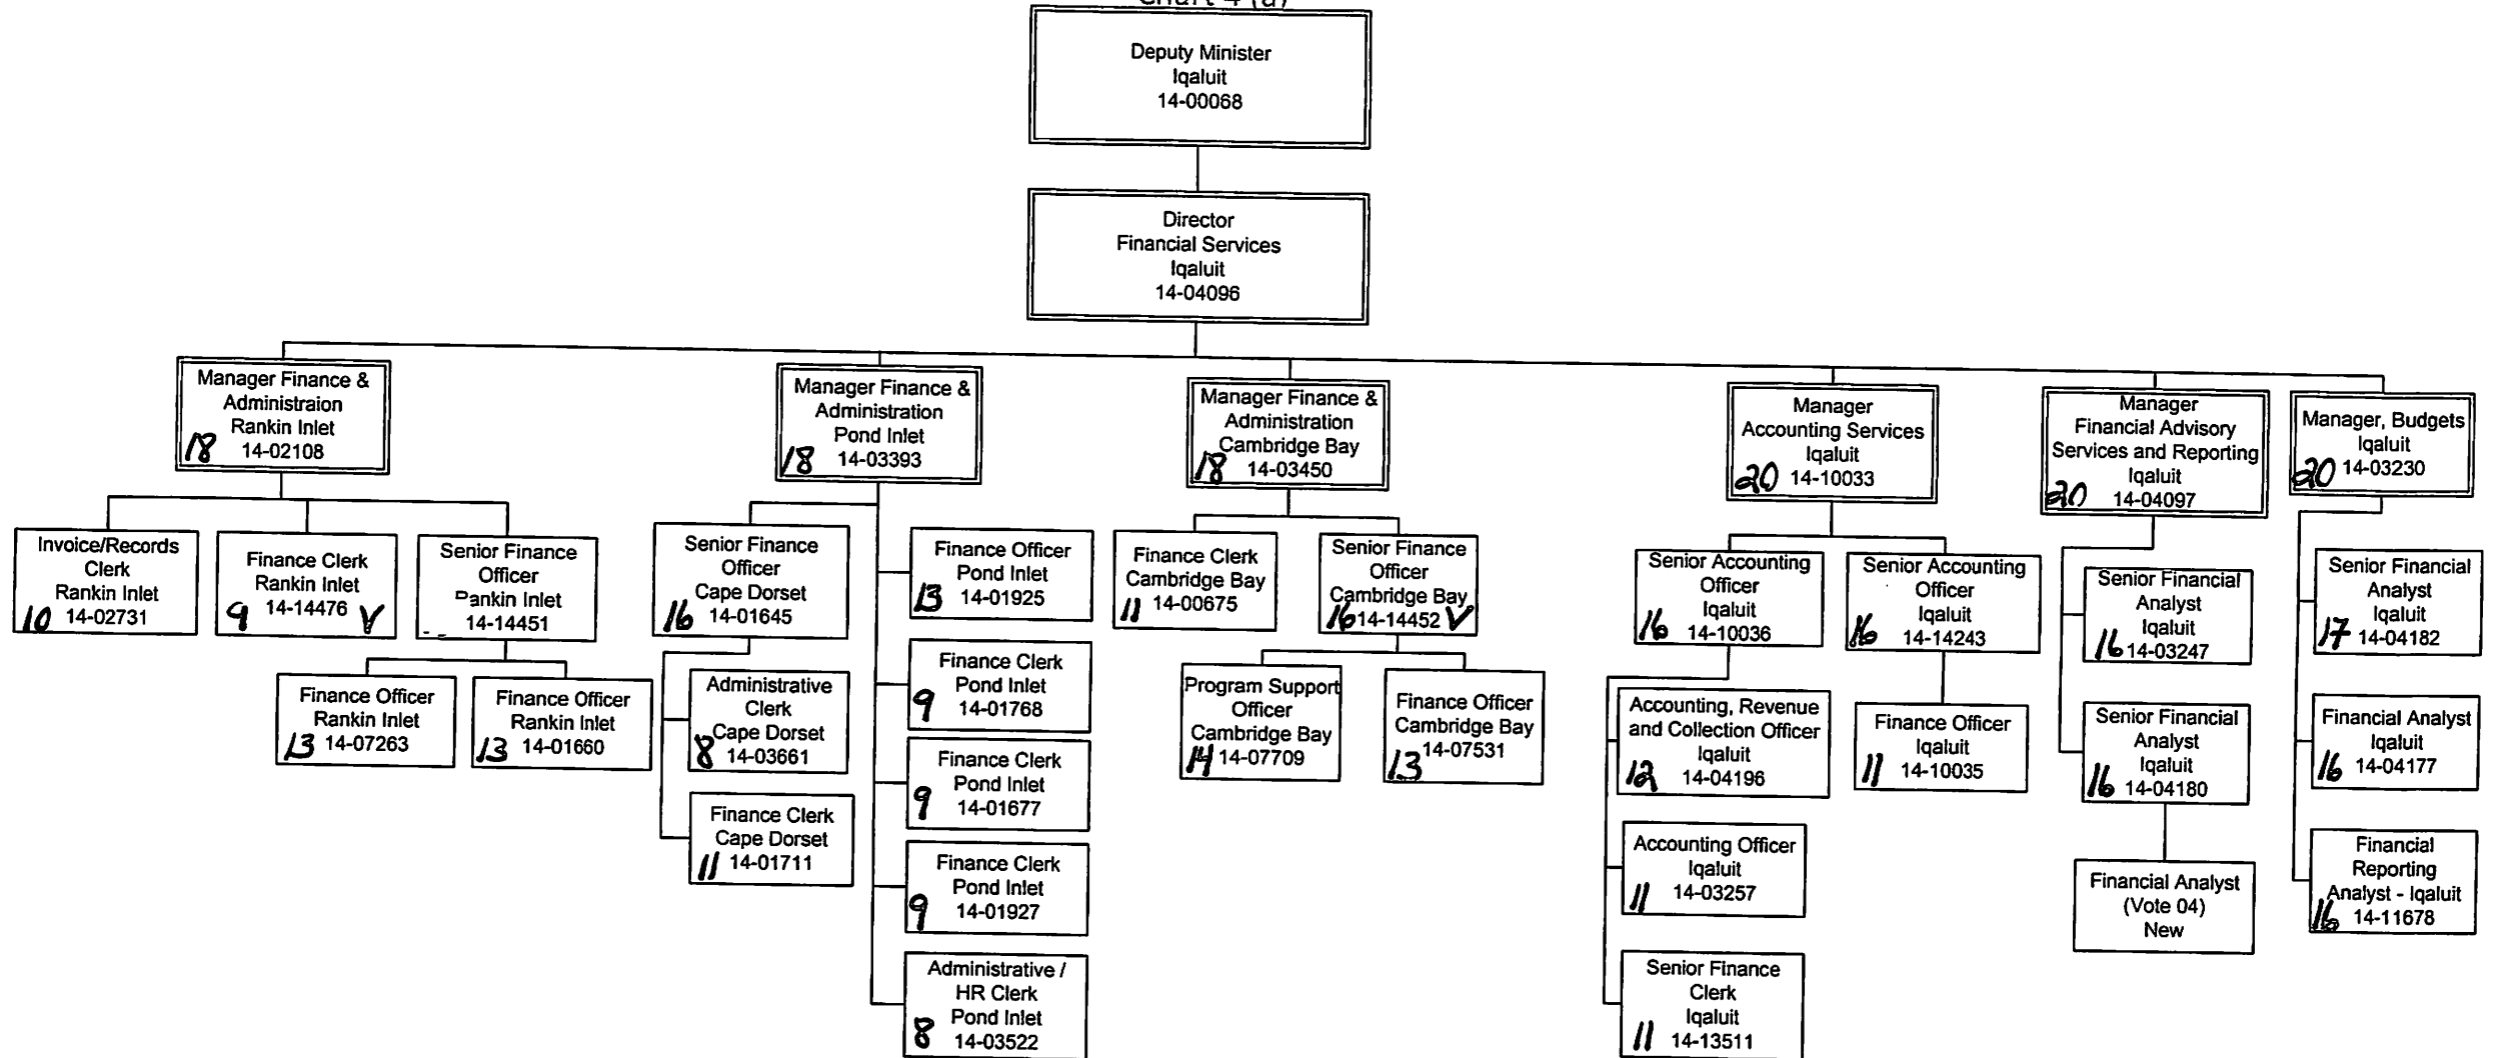 Chart 4 (a)
Deputy Minister
Iqaluit
14-00068
Director
Financial Services
Iqaluit
14-04096
Manager Finance &
Administraion
Rankin Inlet
18 14-02108
Manager Finance &
Administration
Pond Inlet
18 14-03393
Manager Finance &
Administration
Cambridge Bay
18 14-03450
Manager
Accounting Services
Iqaluit
20 14-10033
Manager
Financial Advisory
Services and Reporting
Iqaluit
20 14-04097
Manager, Budgets
Iqaluit
20 14-03230
Invoice/Records
Clerk
Rankin Inlet
10 14-02731
Finance Clerk
Rankin Inlet
9 14-14476 V
Senior Finance
Officer
Rankin Inlet
14-14451
Finance Officer
Rankin Inlet
13 14-07263
Finance Officer
Rankin Inlet
13 14-01660
Senior Finance
Officer
Cape Dorset
16 14-01645
Administrative
Clerk
Cape Dorset
8 14-03661
Finance Clerk
Cape Dorset
11 14-01711
Finance Officer
Pond Inlet
13 14-01925
Finance Clerk
Pond Inlet
9 14-01768
Finance Clerk
Pond Inlet
9 14-01677
Finance Clerk
Pond Inlet
9 14-01927
Administrative /
HR Clerk
Pond Inlet
8 14-03522
Finance Clerk
Cambridge Bay
11 14-00675
Senior Finance
Officer
Cambridge Bay
16 14-14452 V
Program Support
Officer
Cambridge Bay
14 14-07709
Finance Officer
Cambridge Bay
13 14-07531
Senior Accounting
Officer
Iqaluit
16 14-10036
Accounting, Revenue
and Collection Officer
Iqaluit
12 14-04196
Accounting Officer
Iqaluit
11 14-03257
Senior Finance
Clerk
Iqaluit
11 14-13511
Senior Accounting
Officer
Iqaluit
16 14-14243
Finance Officer
Iqaluit
11 14-10035
Senior Financial
Analyst
Iqaluit
16 14-03247
Senior Financial
Analyst
Iqaluit
16 14-04180
Financial Analyst
(Vote 04)
New
Senior Financial
Analyst
Iqaluit
17 14-04182
Financial Analyst
Iqaluit
16 14-04177
Financial
Reporting
Analyst - Iqaluit
16 14-11678